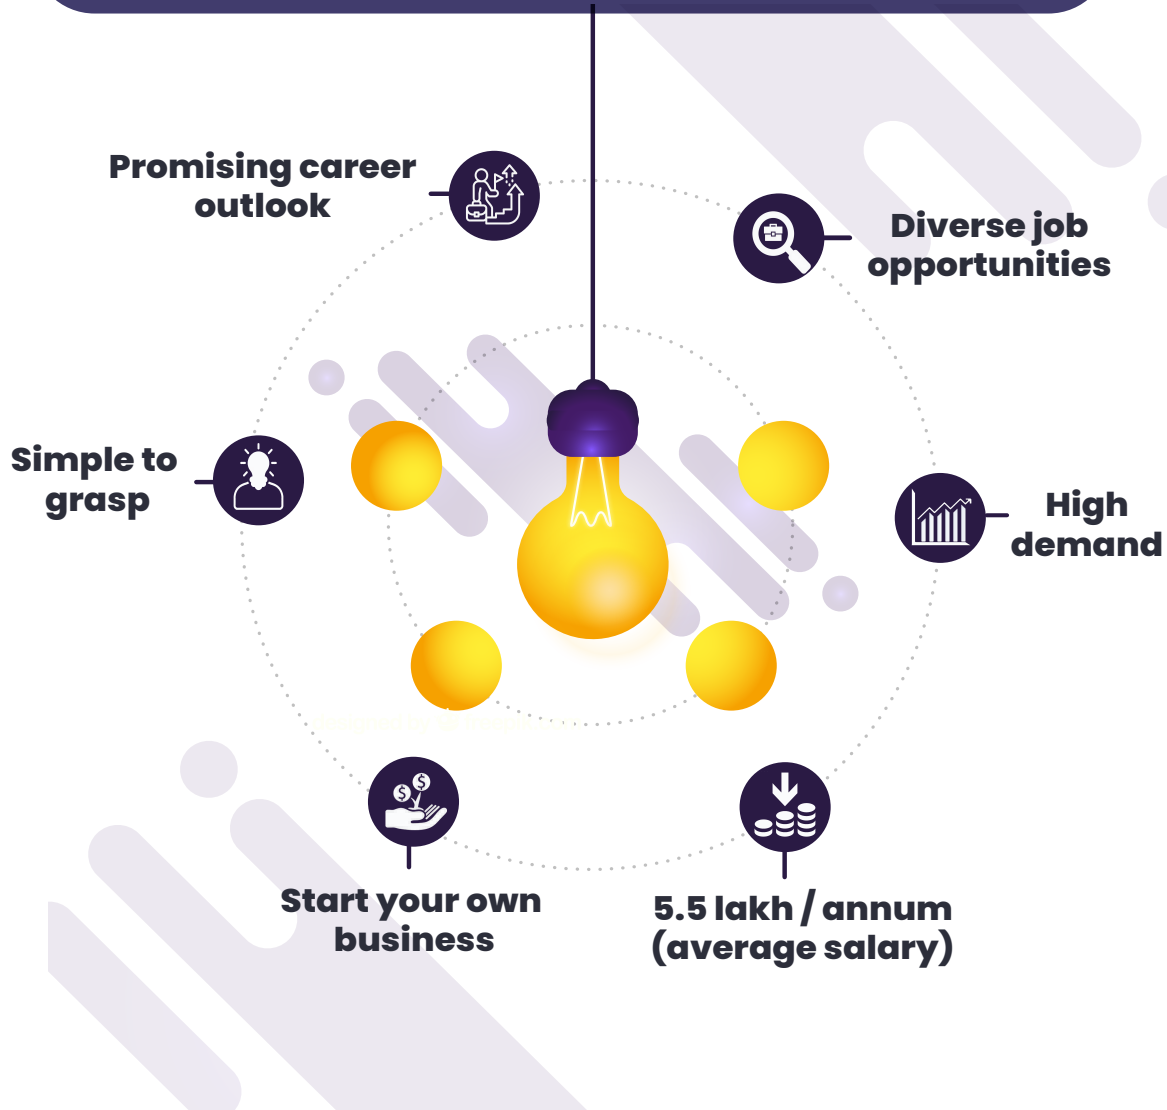 Promising career
outlook
Diverse job
opportunities
Simple to
grasp
High
demand
Start your own
business
5.5 lakh / annum
(average salary)